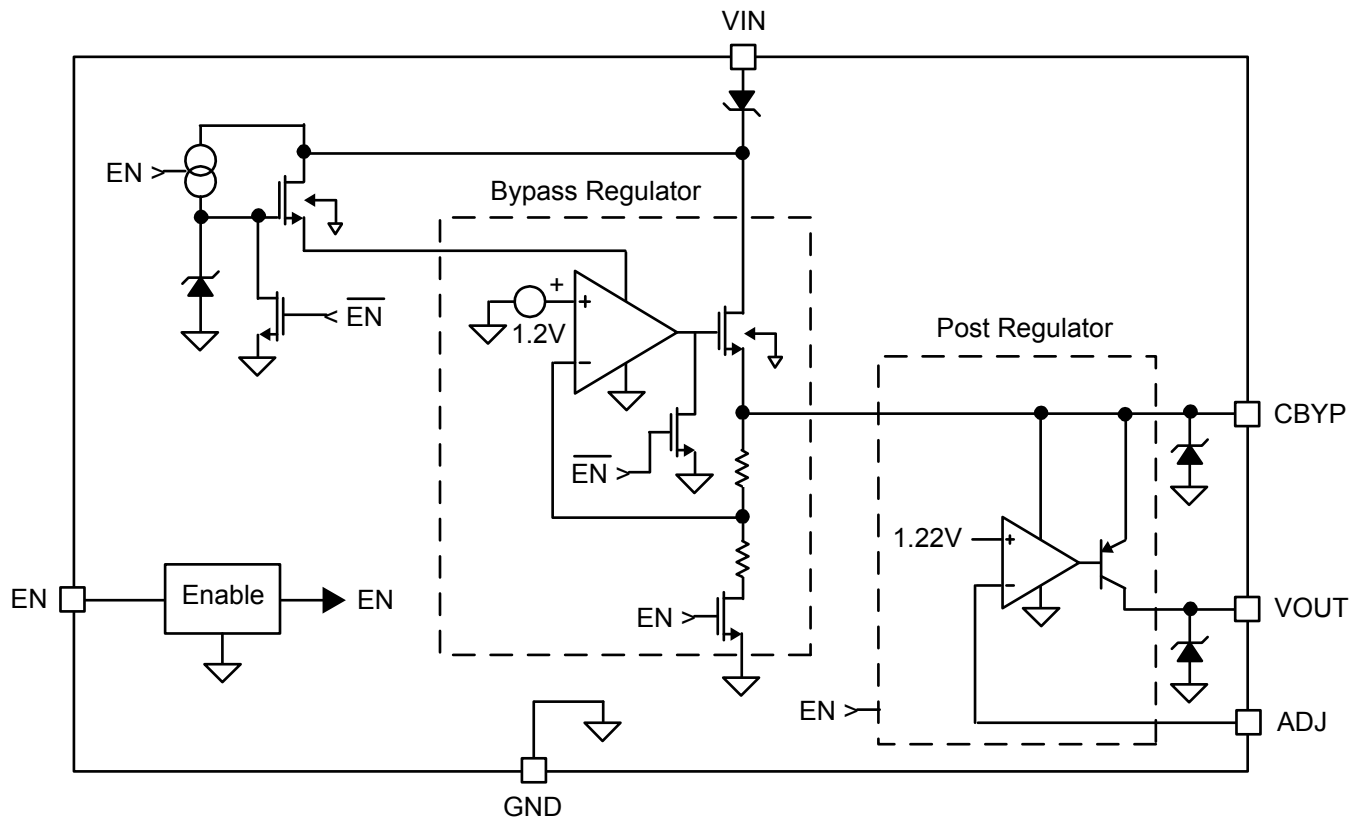 VIN
EN
Bypass Regulator
+
+
1.2V
−
E̅N̅
Post Regulator
CBYP
E̅N̅
1.22V
+
−
EN
Enable
EN
EN
VOUT
EN
ADJ
GND